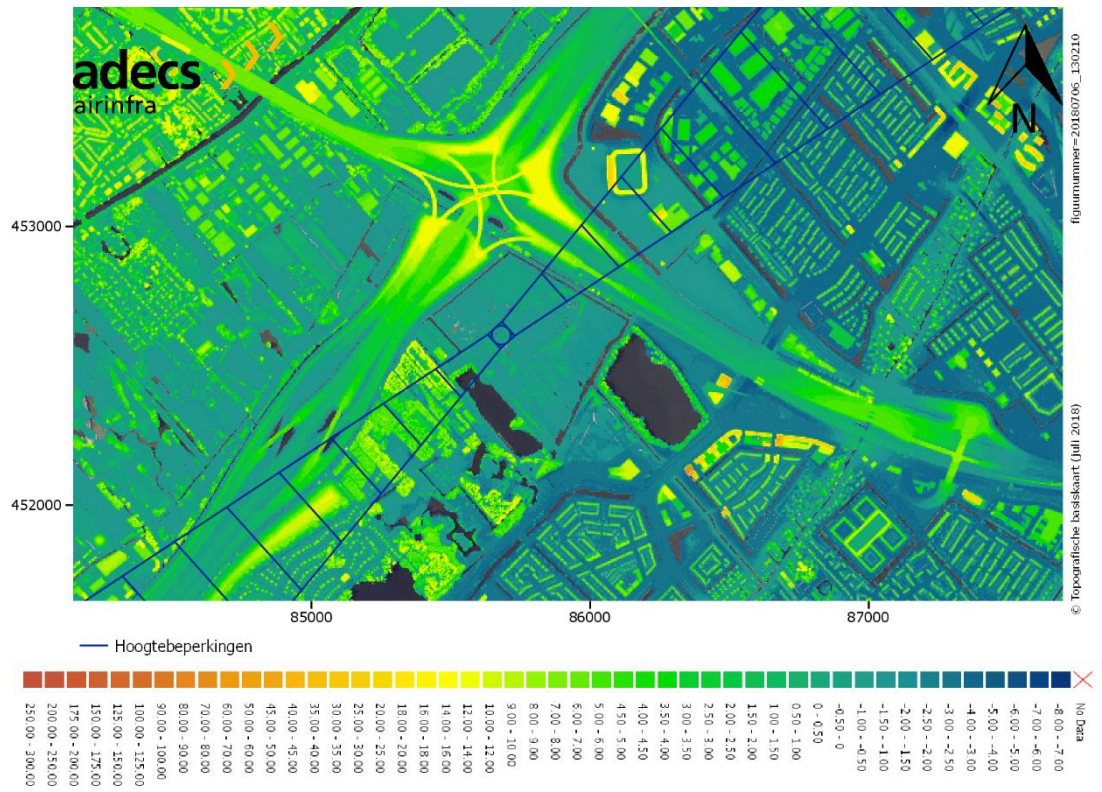 adecs
airinfra
N
figuurnummer=20180706_1301210
© Topografische basiskaart (juli 2018)
453000
452000
85000
86000
87000
Hoogtebeperkingen
250.00 - 300.00
200.00 - 250.00
175 - 200.00
150.00 - 175.00
125.00 - 150.00
100.00 - 125.00
90.00 - 100.00
80.00 - 90.00
70.00 - 80.00
60.00 - 70.00
50.00 - 60.00
45.00 - 50.00
40.00 - 45.00
35.00 - 40.00
30.00 - 35.00
25.00 - 30.00
20.00 - 25.00
18.00 - 20.00
16.00 - 18.00
14.00 - 16.00
12.00 - 14.00
10.00 - 12.00
9.00 - 10.00
8.00 - 9.00
7.00 - 8.00
6.00 - 7.00
5.00 - 6.00
4.50 - 5.00
4.00 - 4.50
3.50 - 4.00
3.00 - 3.50
2.50 - 3.00
2.00 - 2.50
1.50 - 2.00
1.00 - 1.50
0.50 - 1.00
0 - 0.50
-0.50 - 0
-1.00 - -0.50
-1.50 - -1.00
-2.00 - -1.50
-2.50 - -2.00
-3.00 - -2.50
-4.00 - -3.00
-5.00 - -4.00
-6.00 - -5.00
-7.00 - -6.00
-8.00 - -7.00
No Data